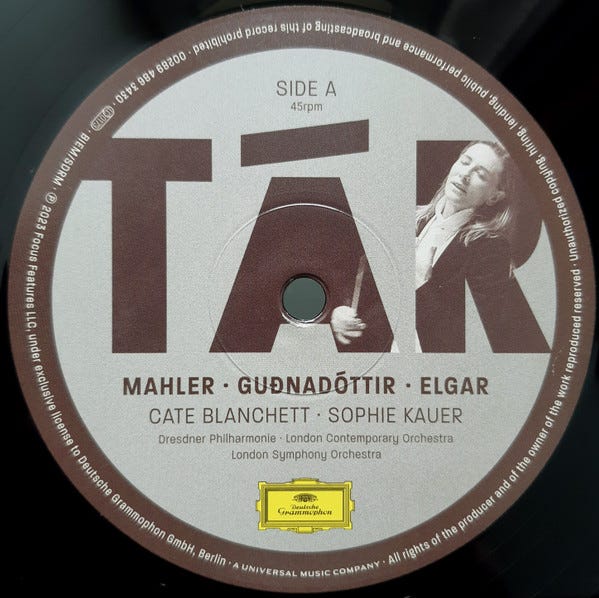 SIDE A
45rpm
TÁR
MAHLER · GUÐNADÓTTIR · ELGAR
CATE BLANCHETT · SOPHIE KAUER
Dresdner Philharmonie · London Contemporary Orchestra
London Symphony Orchestra
Deutsche
Grammophon
BIEM/SDRM · ℗ 2023 Focus Features LLC, under exclusive license to Deutsche Grammophon GmbH, Berlin · A UNIVERSAL MUSIC COMPANY · All rights of the producer and of the owner of the work reproduced reserved · Unauthorized copying, hiring, lending, public performance and broadcasting of this record prohibited · 00289 486 3430 ·